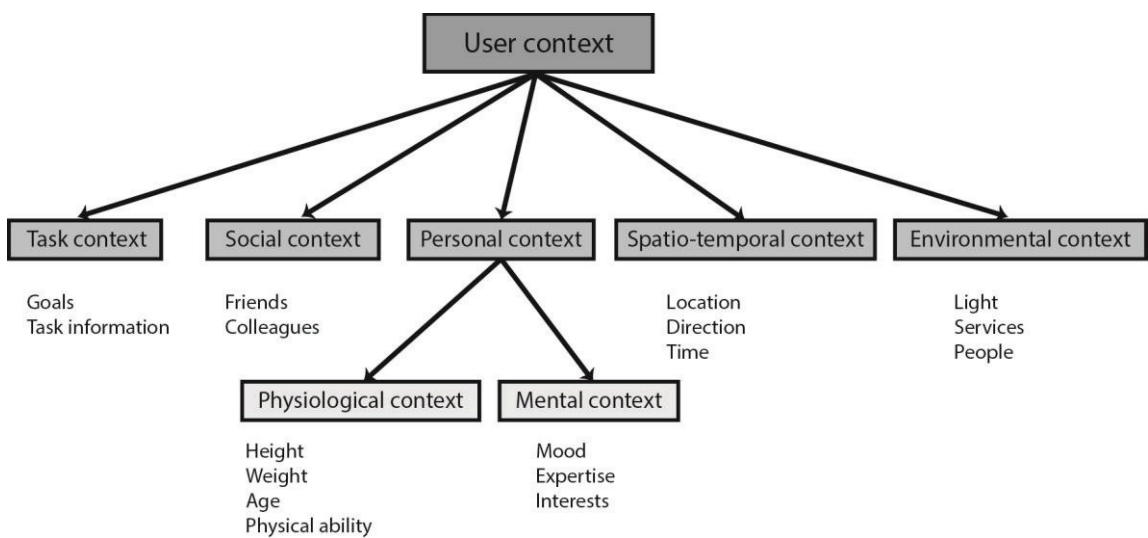 User context
Task context
Social context
Personal context
Spatio-temporal context
Environmental context
Goals
Task information
Friends
Colleagues
Location
Direction
Time
Light
Services
People
Physiological context
Mental context
Height
Weight
Age
Physical ability
Mood
Expertise
Interests